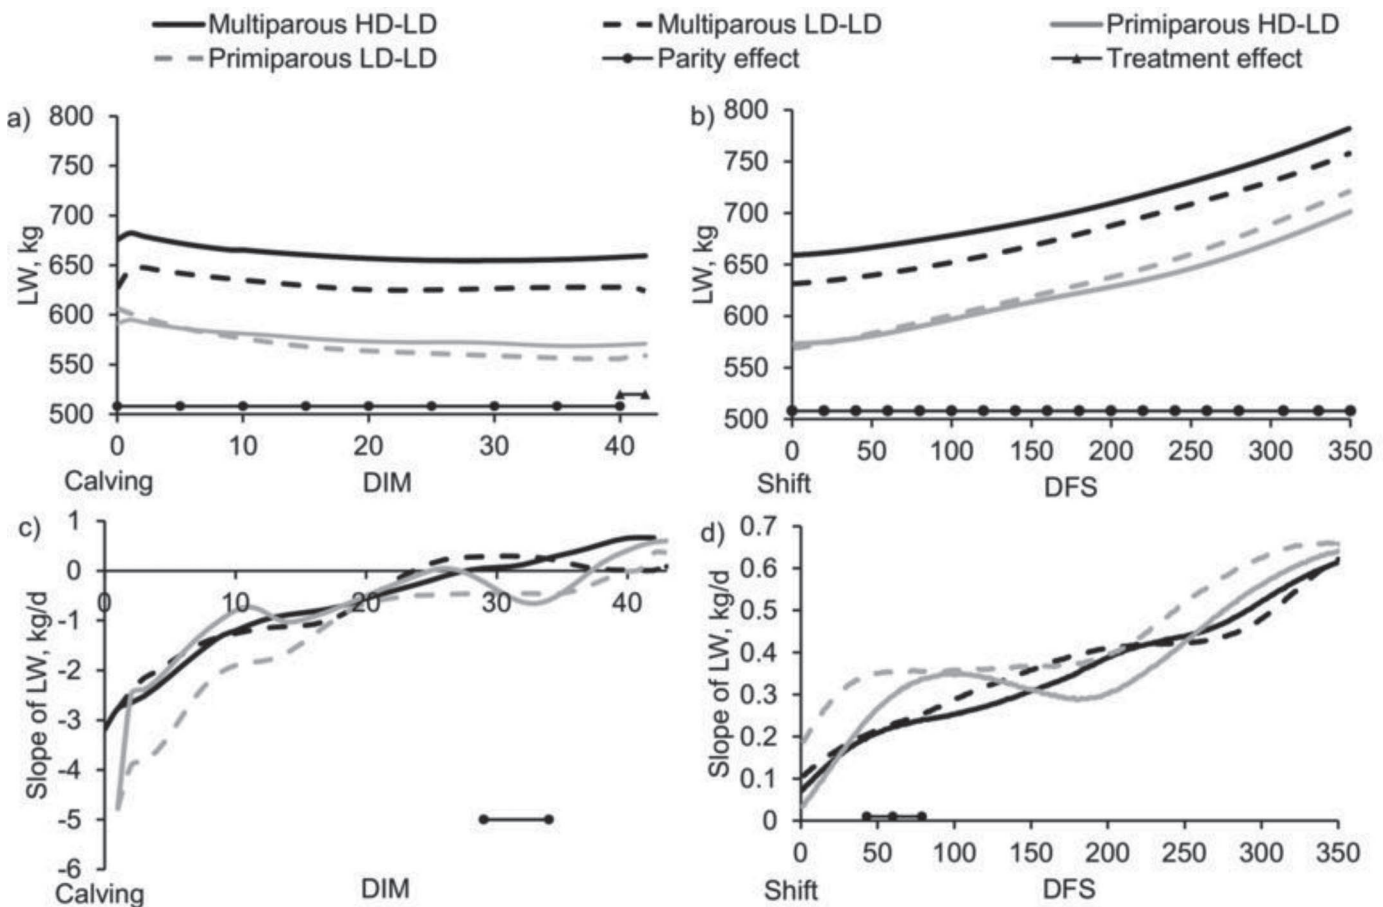 Multiparous HD-LD Multiparous LD-LD Primiparous HD-LD
Primiparous LD-LD Parity effect Treatment effect
a)
LW, kg
800
750
700
650
600
550
500
0 10 20 30 40
Calving DIM
b)
LW, kg
800
750
700
650
600
550
500
0 50 100 150 200 250 300 350
Shift DFS
c)
Slope of LW, kg/d
1
0
-1
-2
-3
-4
-5
-6
0 10 20 30 40
Calving DIM
d)
Slope of LW, kg/d
0.7
0.6
0.5
0.4
0.3
0.2
0.1
0
0 50 100 150 200 250 300 350
Shift DFS